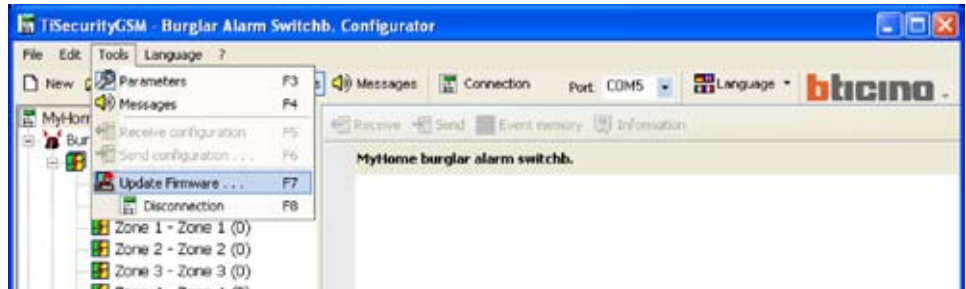 TiSecurityGSM - Burglar Alarm Switchb. Configurator
File Edit Tools Language ?
New Messages Connection Port: COM5 Language bticino
Parameters F3
Messages F4
Receive configuration F5
Send configuration . . . F6
Update Firmware . . . F7
Disconnection F8
Receive Send Event memory Information
MyHome burglar alarm switchb.
Zone 1 - Zone 1 (0)
Zone 2 - Zone 2 (0)
Zone 3 - Zone 3 (0)